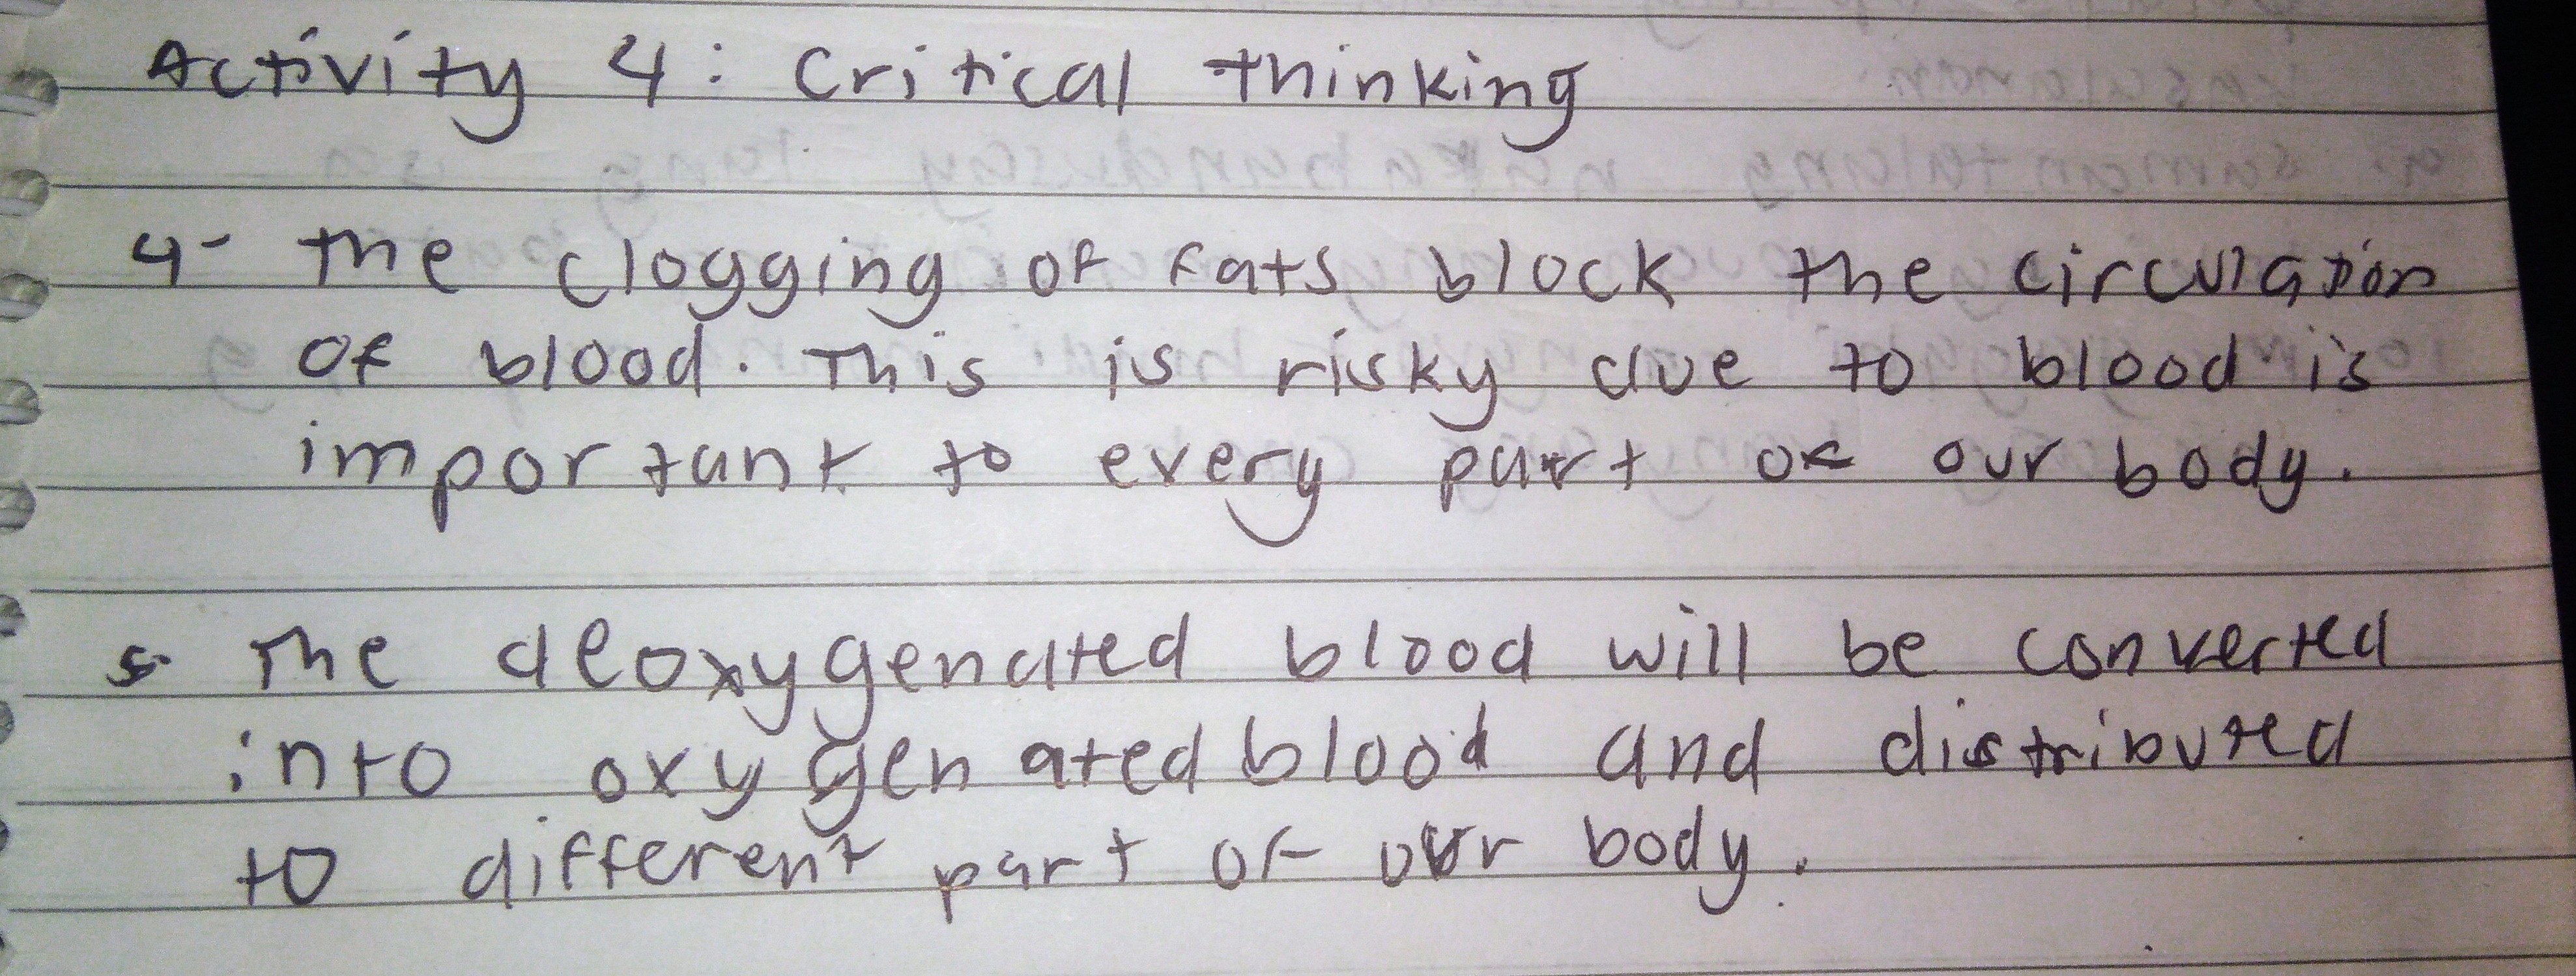 Activity 4: Critical thinking
4- The clogging of fats block the circulation
of blood. This is risky due to blood is
important to every part of our body.
5- The deoxygenated blood will be converted
into oxygenated blood and distributed
to different part of our body.